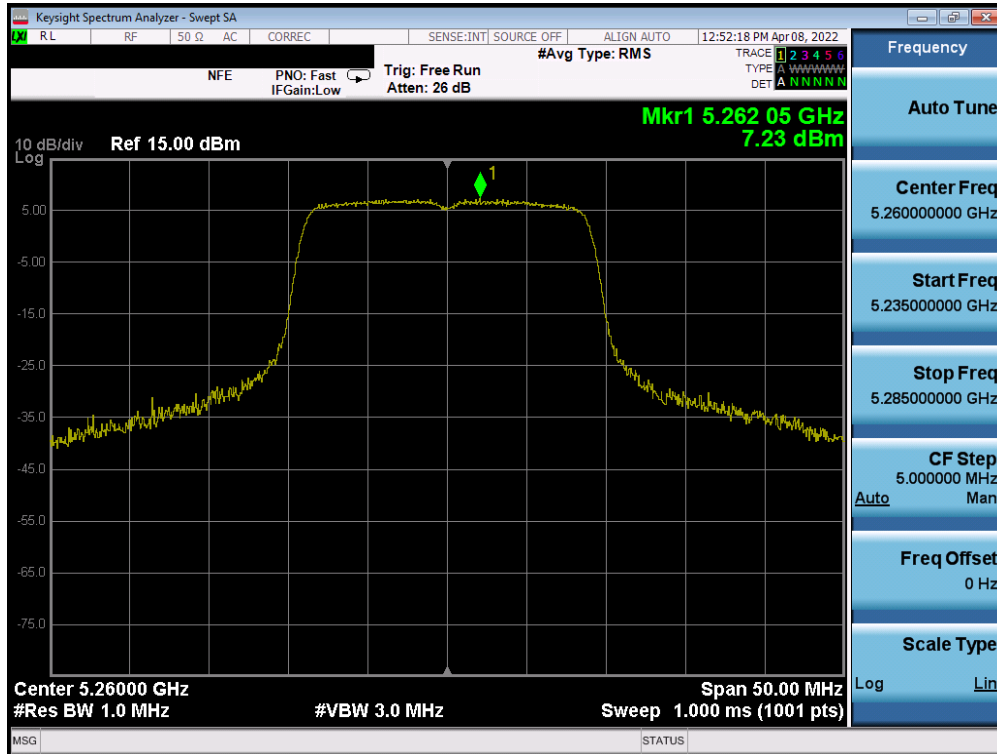 Keysight Spectrum Analyzer - Swept SA
LXI RL RF 50 Ω AC CORREC SENSE:INT SOURCE OFF ALIGN AUTO 12:52:18 PM Apr 08, 2022
NFE PNO: Fast IFGain:Low
Trig: Free Run
Atten: 26 dB
#Avg Type: RMS
TRACE 1 2 3 4 5 6
TYPE A WWWWW
DET A N N N N N
Mkr1 5.262 05 GHz
7.23 dBm
10 dB/div Ref 15.00 dBm
Log
1
5.00
-5.00
-15.0
-25.0
-35.0
-45.0
-55.0
-65.0
-75.0
Center 5.26000 GHz Span 50.00 MHz
#Res BW 1.0 MHz #VBW 3.0 MHz Sweep 1.000 ms (1001 pts)
MSG STATUS
Frequency
Auto Tune
Center Freq
5.260000000 GHz
Start Freq
5.235000000 GHz
Stop Freq
5.285000000 GHz
CF Step
5.000000 MHz
Auto Man
Freq Offset
0 Hz
Scale Type
Log Lin